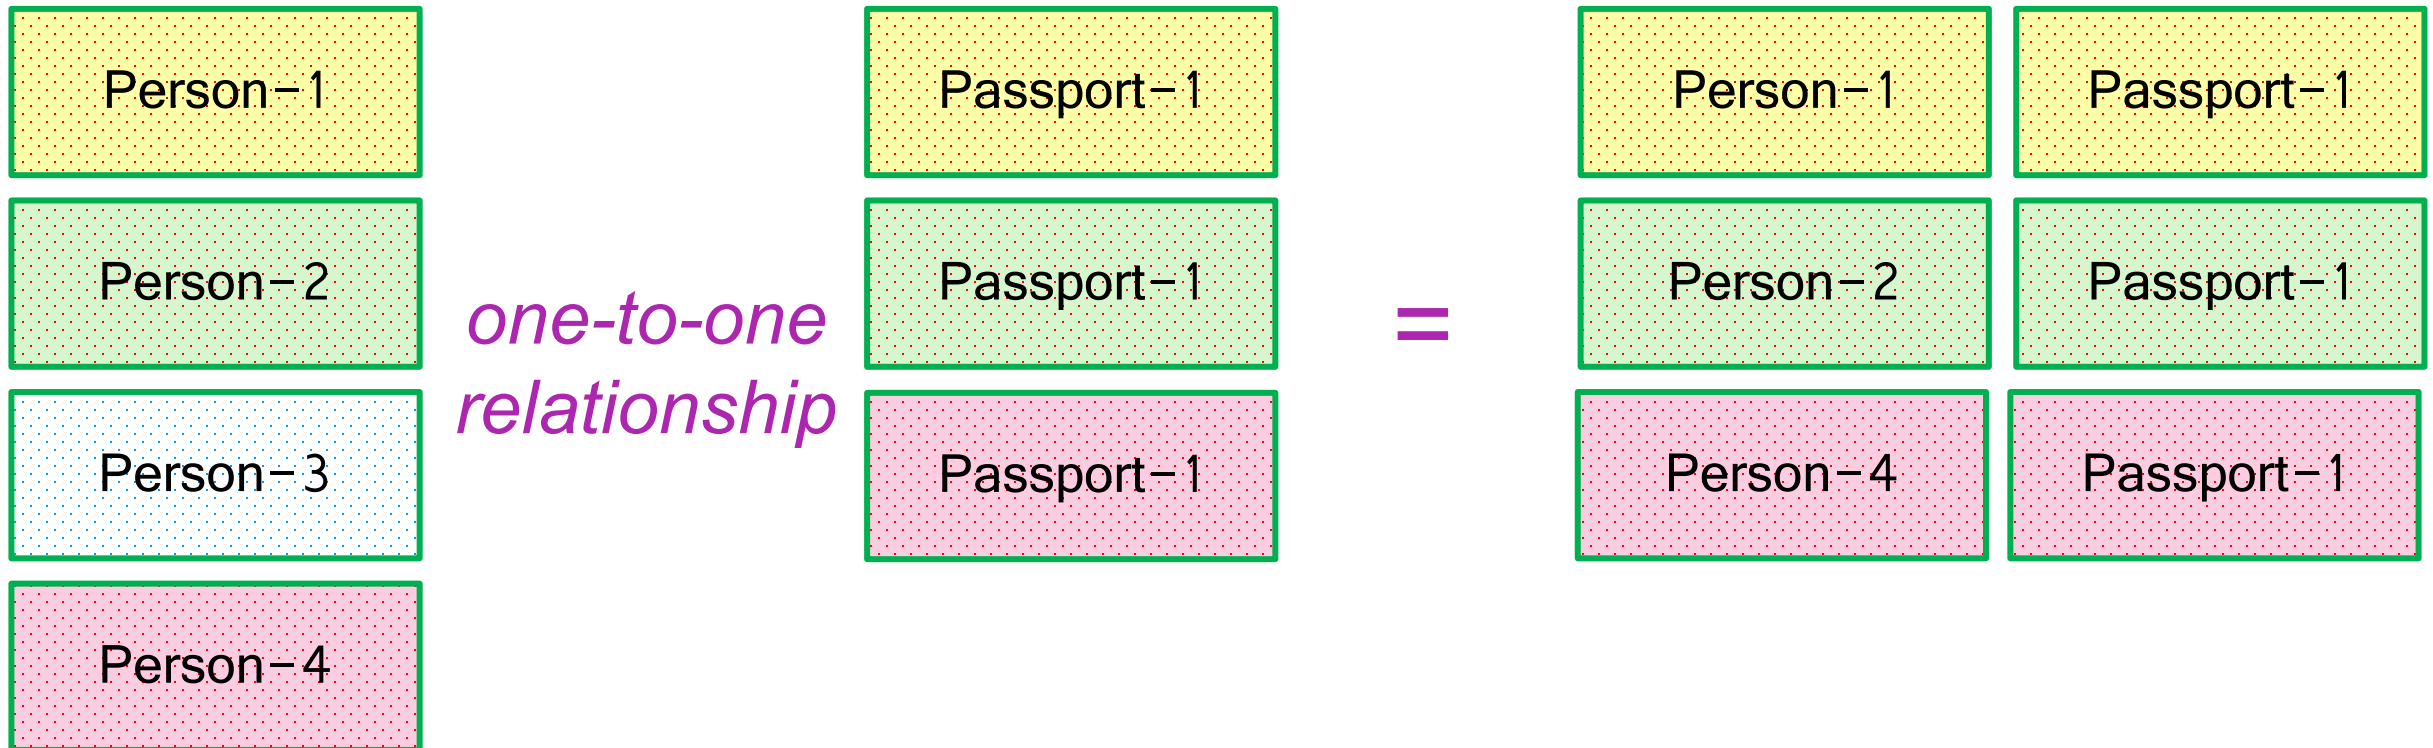 Person-1
Person-2
Person-3
Person-4
one-to-one
relationship
Passport-1
Passport-1
Passport-1
=
Person-1 Passport-1
Person-2 Passport-1
Person-4 Passport-1